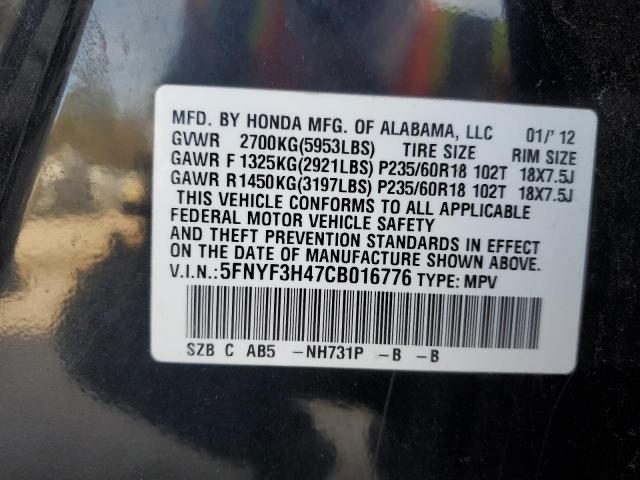 MFD. BY HONDA MFG. OF ALABAMA, LLC 01/'12
GVWR 2700KG(5953LBS) TIRE SIZE RIM SIZE
GAWR F 1325KG(2921LBS) P235/60R18 102T 18X7.5J
GAWR R1450KG(3197LBS) P235/60R18 102T 18X7.5J
THIS VEHICLE CONFORMS TO ALL APPLICABLE
FEDERAL MOTOR VEHICLE SAFETY
AND THEFT PREVENTION STANDARDS IN EFFECT
ON THE DATE OF MANUFACTURE SHOWN ABOVE.
V.I.N.: 5FNYF3H47CB016776 TYPE: MPV
SZB C AB5 -NH731P -B -B